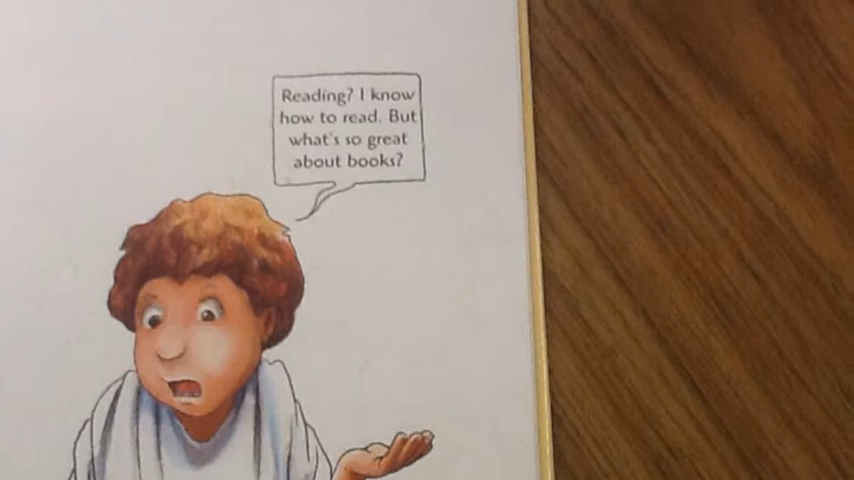 Reading? I know
how to read. But
what's so great
about books?